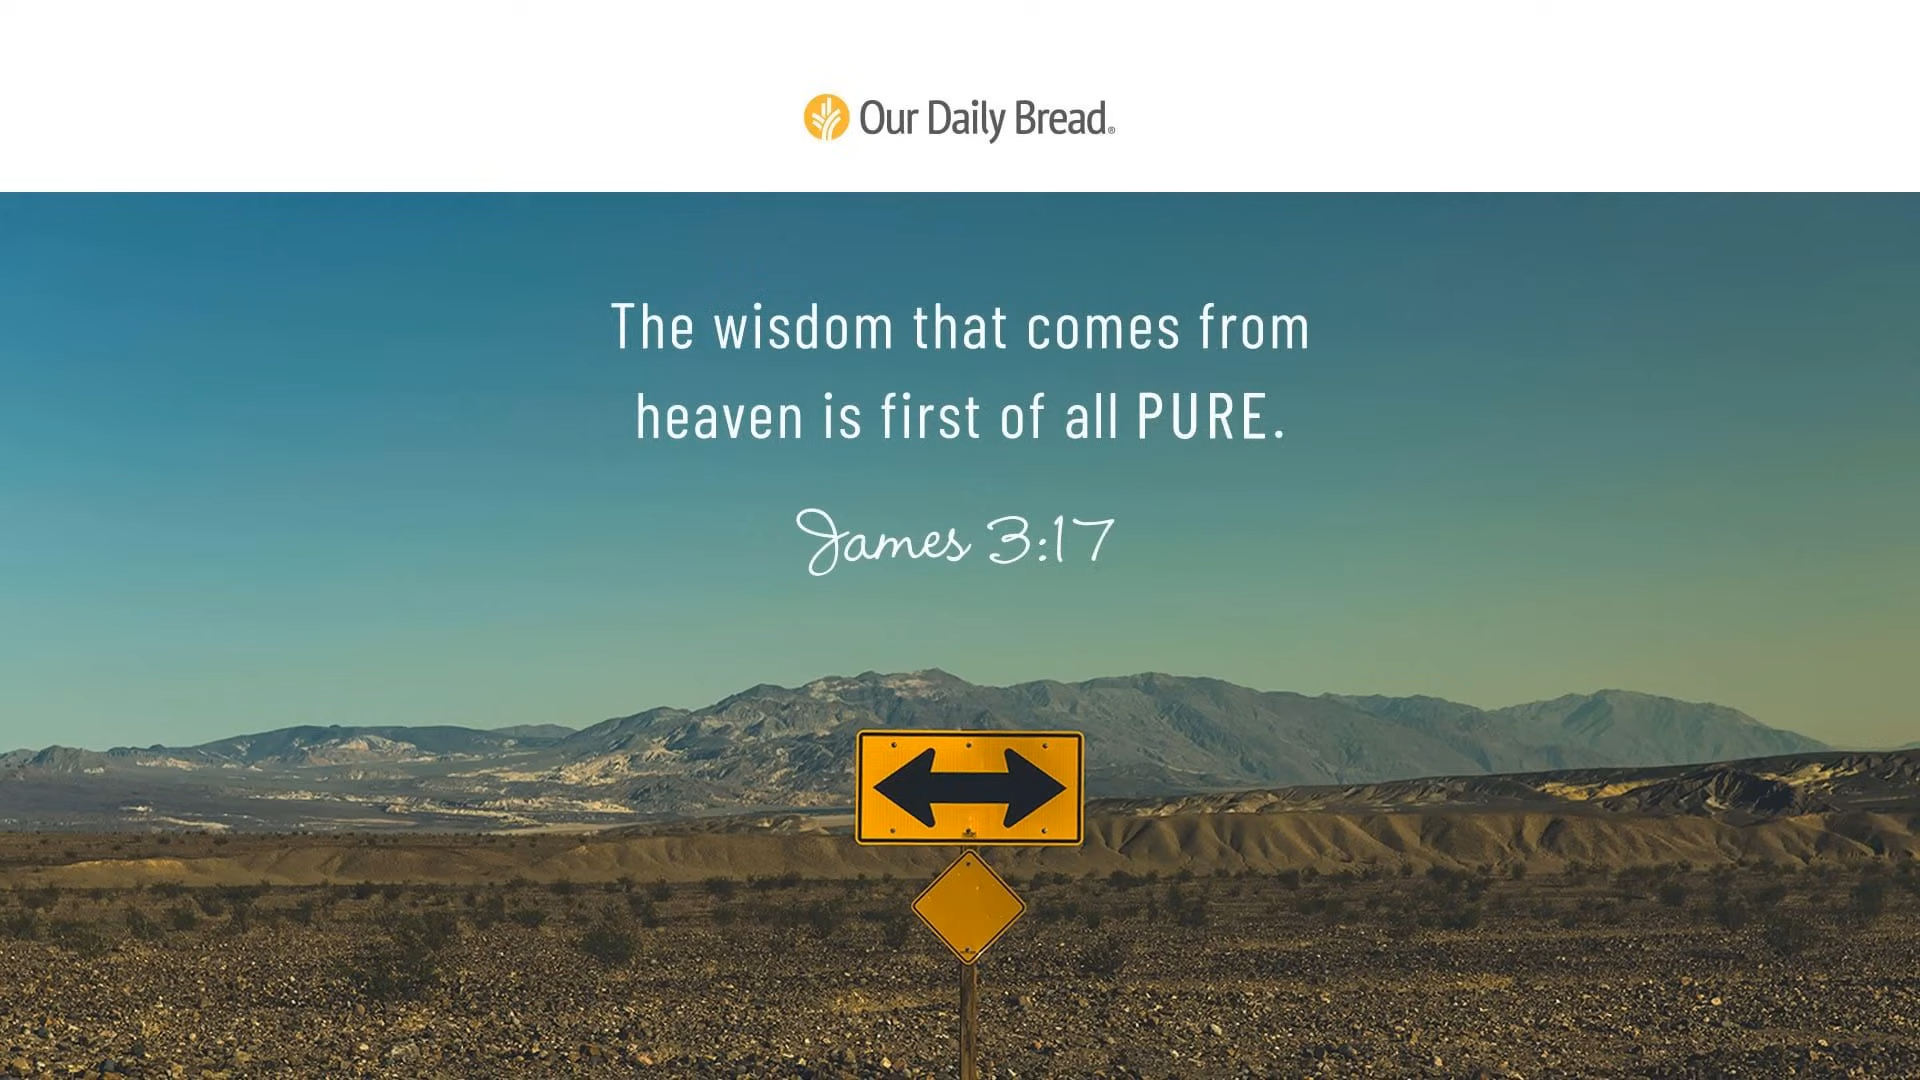 Our Daily Bread®
The wisdom that comes from
heaven is first of all PURE.
James 3:17